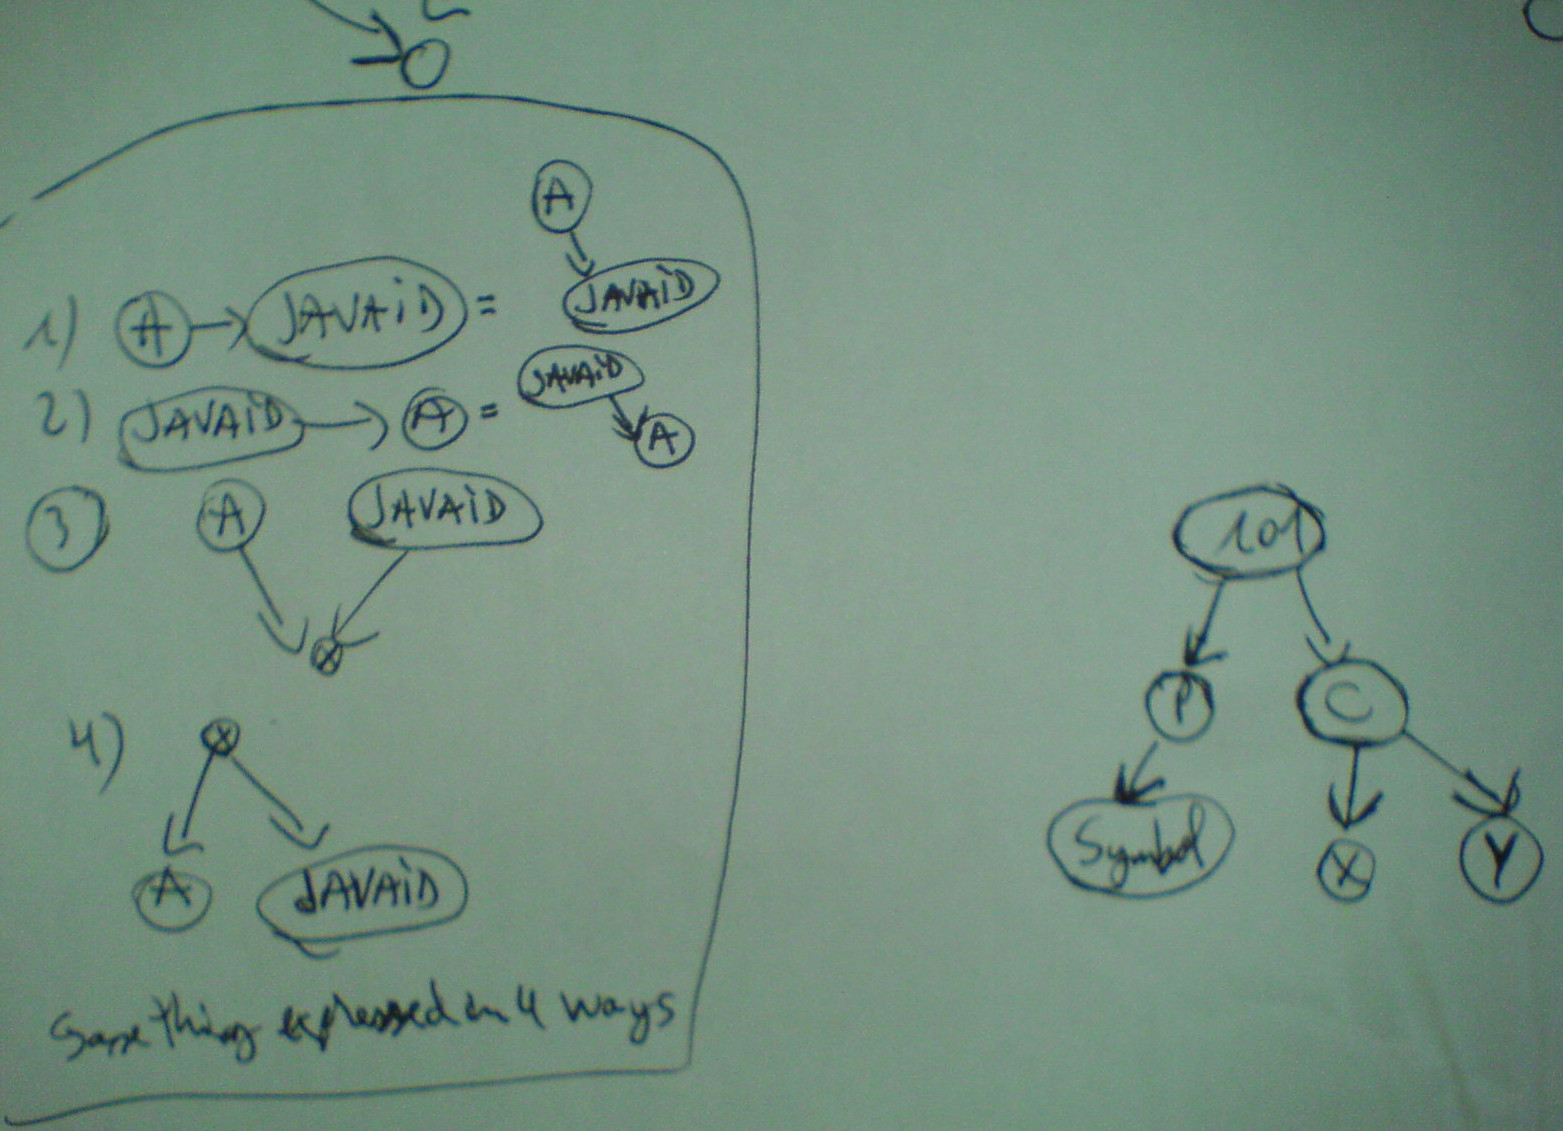 A
1) A → JAVAiD = JAVAiD
2) JAVAiD → A = JAVAiD
A
3 A JAVAiD
X
4) X
A JAVAiD
Same thing expressed in 4 ways
101
P C
Symbol X Y